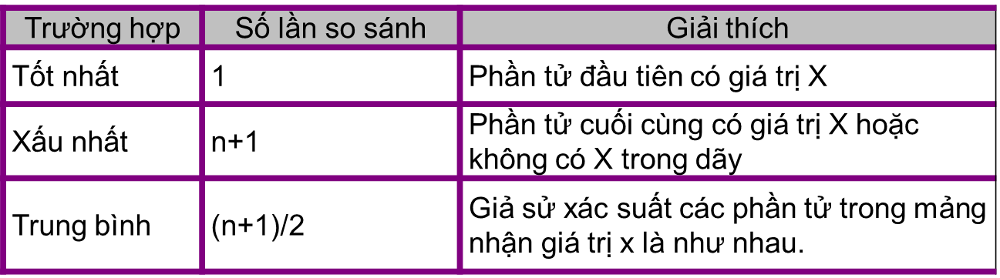 Trường hợp Số lần so sánh Giải thích
Tốt nhất 1 Phần tử đầu tiên có giá trị X
Xấu nhất n+1 Phần tử cuối cùng có giá trị X hoặc
không có X trong dãy
Trung bình (n+1)/2 Giả sử xác suất các phần tử trong mảng
nhận giá trị x là như nhau.